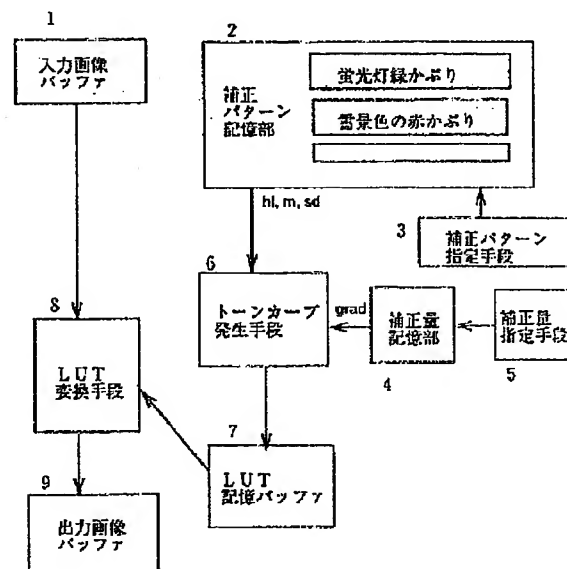 1
入力画像
バッファ
2
補正
パターン
記憶部
蛍光灯緑かぶり
雪景色の赤かぶり
hl, m, sd
3
補正パターン
指定手段
6
トーンカーブ
発生手段
grad
補正量
記憶部
4
補正量
指定手段
5
8
LUT
変換手段
7
LUT
記憶バッファ
9
出力画像
バッファ